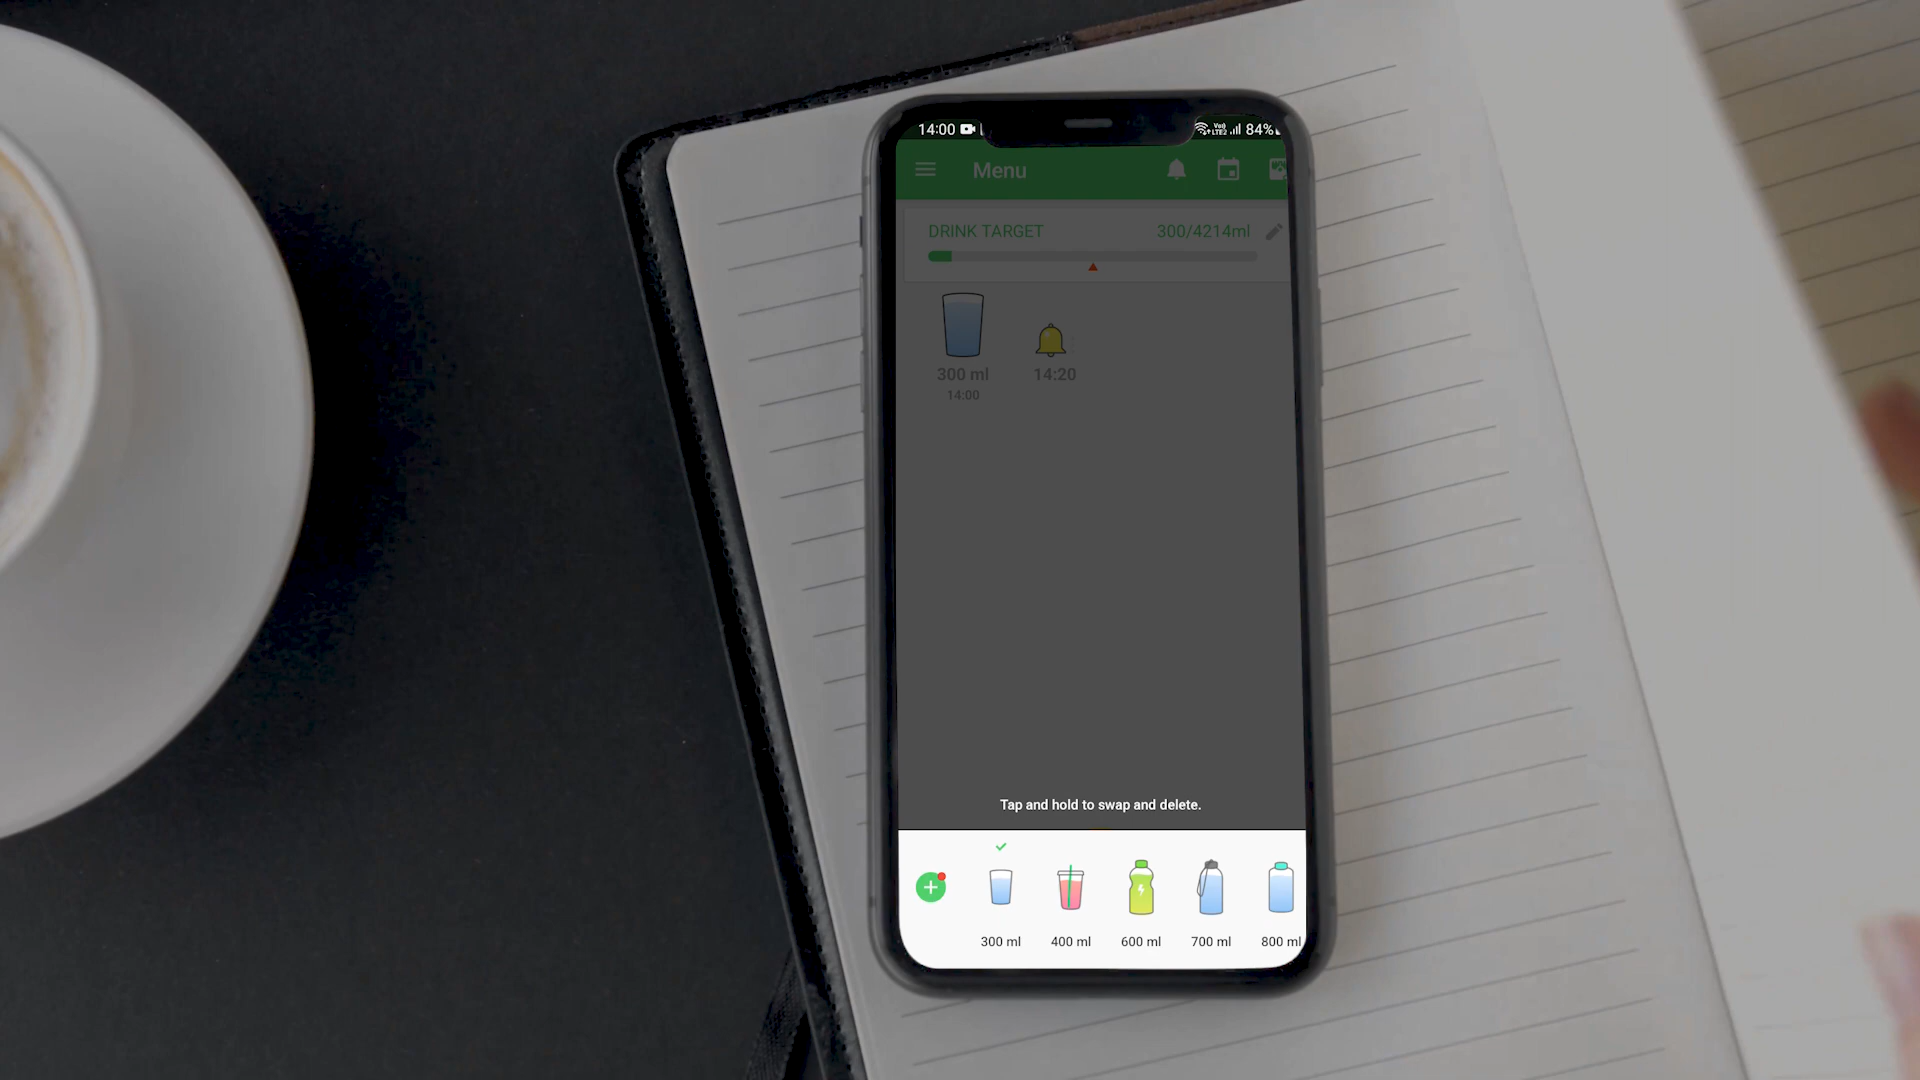 14:00
84%
Menu
DRINK TARGET 300/4214ml
300 ml 14:20
14:00
Tap and hold to swap and delete.
300 ml 400 ml 600 ml 700 ml 800 ml